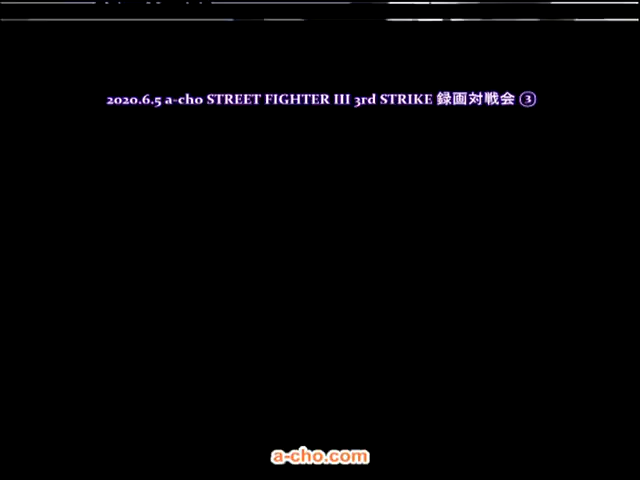 2020.6.5 a-cho STREET FIGHTER III 3rd STRIKE 録画対戦会 ③
a-cho.com